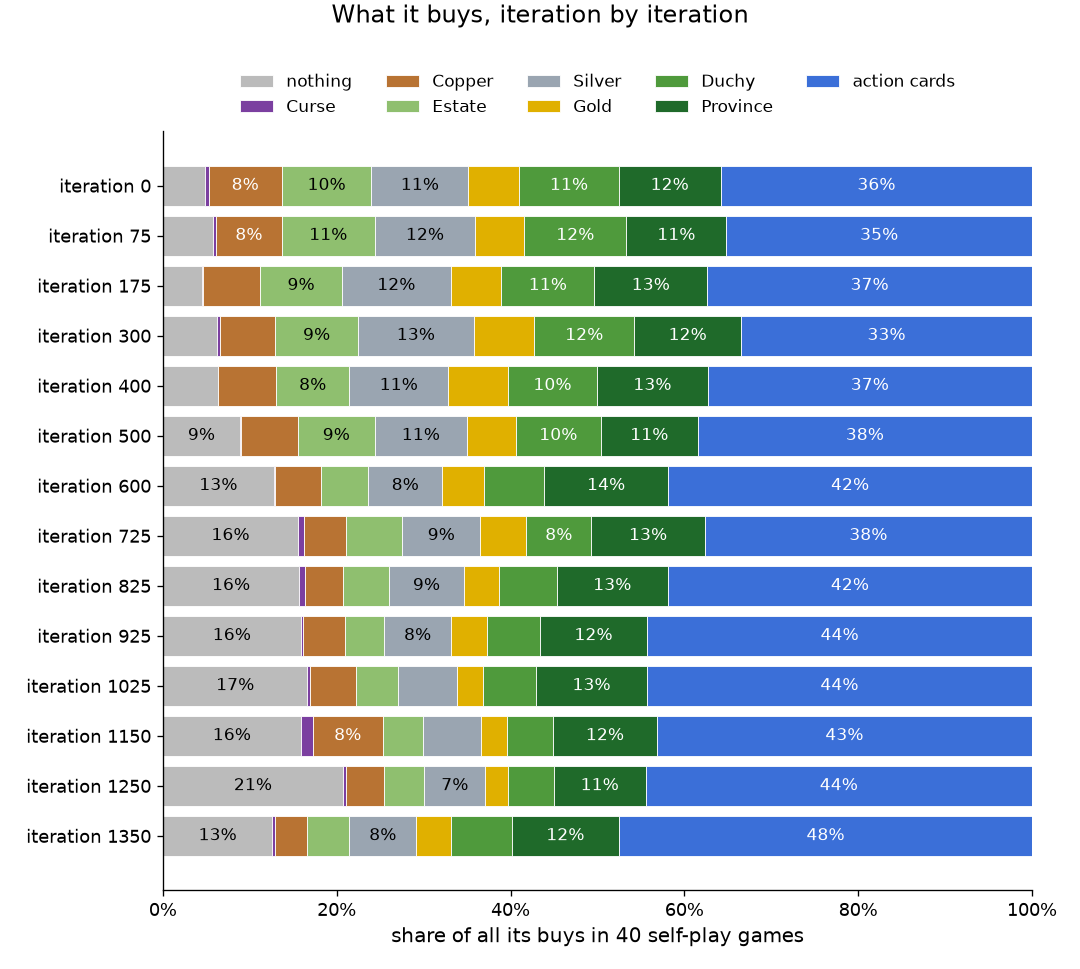 What it buys, iteration by iteration
nothing Copper Silver Duchy action cards
Curse Estate Gold Province
iteration 0 8% 10% 11% 11% 12% 36%
iteration 75 8% 11% 12% 12% 11% 35%
iteration 175 9% 12% 11% 13% 37%
iteration 300 9% 13% 12% 12% 33%
iteration 400 8% 11% 10% 13% 37%
iteration 500 9% 9% 11% 10% 11% 38%
iteration 600 13% 8% 14% 42%
iteration 725 16% 9% 8% 13% 38%
iteration 825 16% 9% 13% 42%
iteration 925 16% 8% 12% 44%
iteration 1025 17% 13% 44%
iteration 1150 16% 8% 12% 43%
iteration 1250 21% 7% 11% 44%
iteration 1350 13% 8% 12% 48%
0% 20% 40% 60% 80% 100%
share of all its buys in 40 self-play games